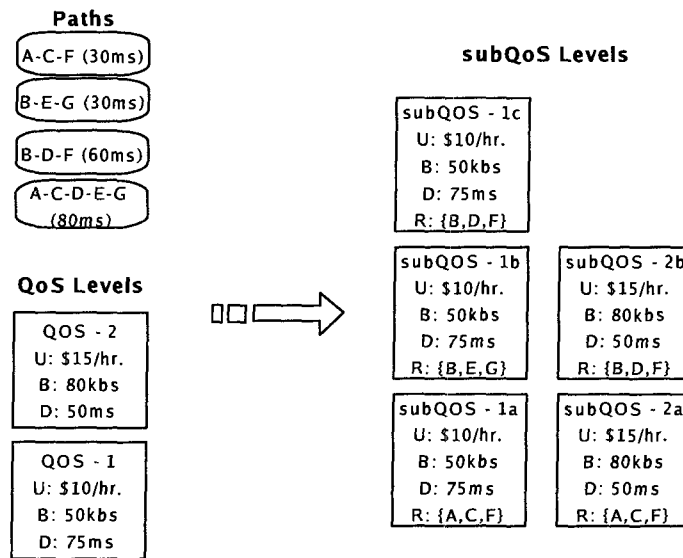 Paths
A-C-F (30ms)
B-E-G (30ms)
B-D-F (60ms)
A-C-D-E-G
(80ms)
QoS Levels
QOS - 2
U: $15/hr.
B: 80kbs
D: 50ms
QOS - 1
U: $10/hr.
B: 50kbs
D: 75ms
subQoS Levels
subQOS - 1c
U: $10/hr.
B: 50kbs
D: 75ms
R: {B,D,F}
subQOS - 1b
U: $10/hr.
B: 50kbs
D: 75ms
R: {B,E,G}
subQOS - 2b
U: $15/hr.
B: 80kbs
D: 50ms
R: {B,D,F}
subQOS - 1a
U: $10/hr.
B: 50kbs
D: 75ms
R: {A,C,F}
subQOS - 2a
U: $15/hr.
B: 80kbs
D: 50ms
R: {A,C,F}